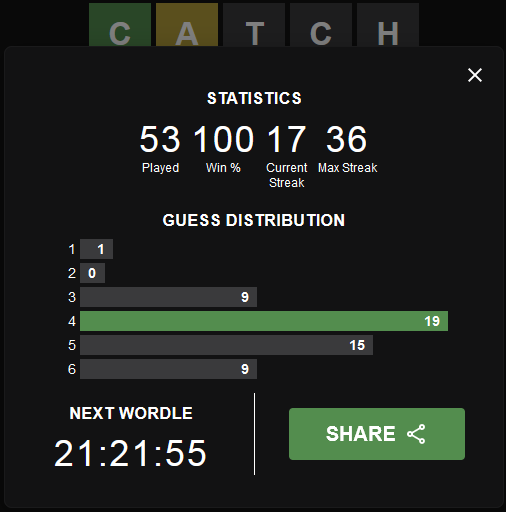 C A T C H
STATISTICS
53 100 17 36
Played Win % Current Streak Max Streak
GUESS DISTRIBUTION
1 1
2 0
3 9
4 19
5 15
6 9
NEXT WORDLE
21:21:55
SHARE